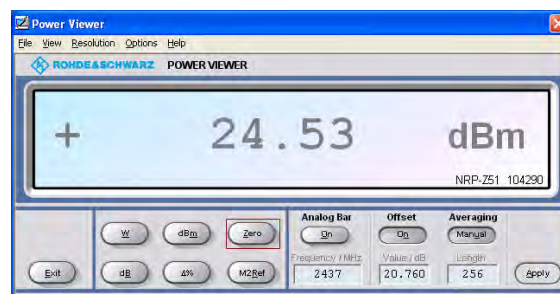 Power Viewer
File View Resolution Options Help
ROHDE&SCHWARZ POWER VIEWER
+ 24.53 dBm
NRP-Z51 104290
Analog Bar Offset Averaging
W dBm Zero On On Manual
Frequency / MHz Value / dB Length
Exit dB Δ% M2Ref 2437 20.760 256 Apply